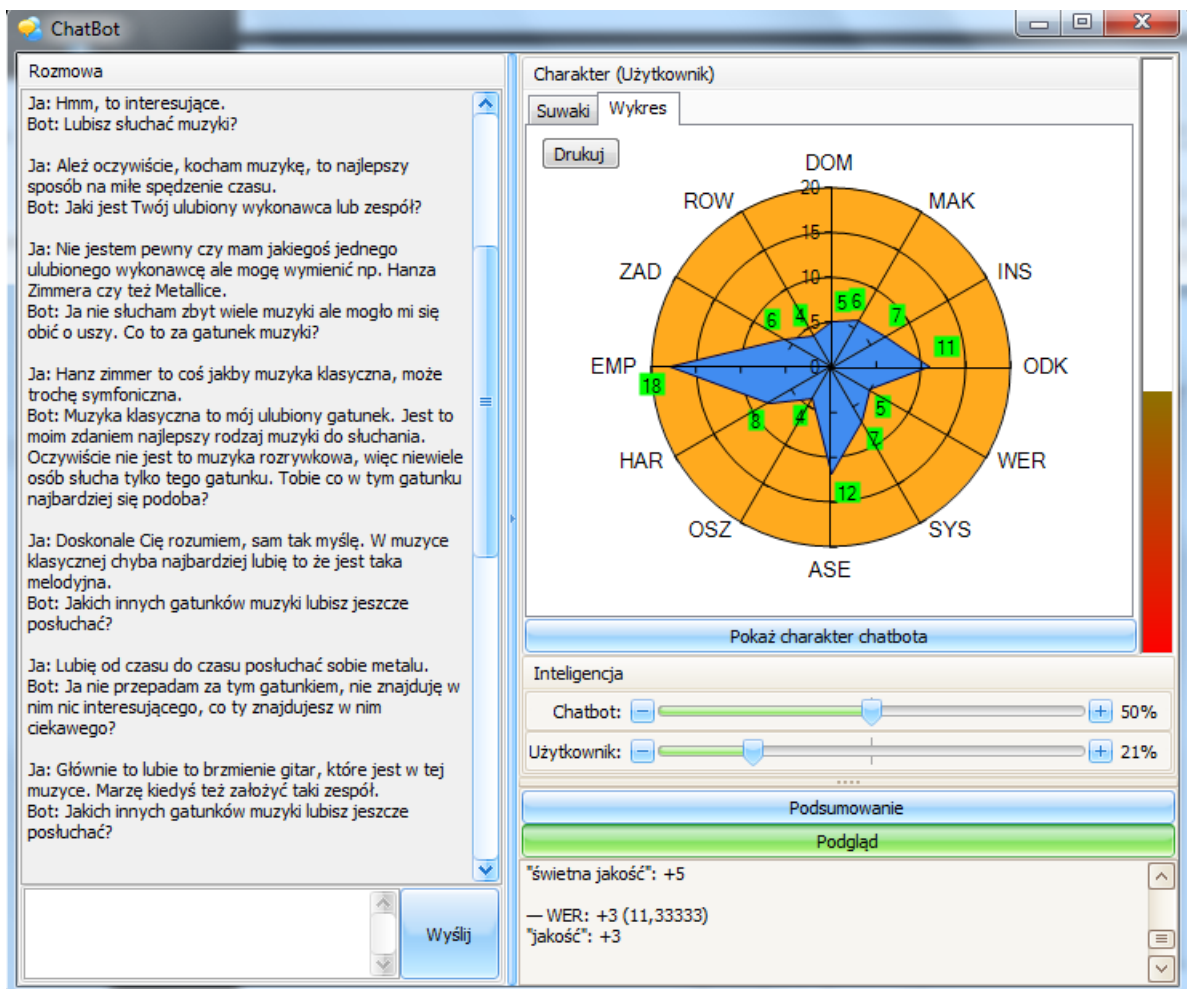 ChatBot
Rozmowa
Ja: Hmm, to interesujące.
Bot: Lubisz słuchać muzyki?
Ja: Ależ oczywiście, kocham muzykę, to najlepszy
sposób na miłe spędzenie czasu.
Bot: Jaki jest Twój ulubiony wykonawca lub zespół?
Ja: Nie jestem pewny czy mam jakiegoś jednego
ulubionego wykonawcę ale mogę wymienić np. Hanza
Zimmera czy też Metallice.
Bot: Ja nie słucham zbyt wiele muzyki ale mogło mi się
obić o uszy. Co to za gatunek muzyki?
Ja: Hanz zimmer to coś jakby muzyka klasyczna, może
trochę symfoniczna.
Bot: Muzyka klasyczna to mój ulubiony gatunek. Jest to
moim zdaniem najlepszy rodzaj muzyki do słuchania.
Oczywiście nie jest to muzyka rozrywkowa, więc niewiele
osób słucha tylko tego gatunku. Tobie co w tym gatunku
najbardziej się podoba?
Ja: Doskonale Cię rozumiem, sam tak myślę. W muzyce
klasycznej chyba najbardziej lubię to że jest taka
melodyjna.
Bot: Jakich innych gatunków muzyki lubisz jeszcze
posłuchać?
Ja: Lubię od czasu do czasu posłuchać sobie metalu.
Bot: Ja nie przepadam za tym gatunkiem, nie znajduję w
nim nic interesującego, co ty znajdujesz w nim
ciekawego?
Ja: Głównie to lubie to brzmienie gitar, które jest w tej
muzyce. Marzę kiedyś też założyć taki zespół.
Bot: Jakich innych gatunków muzyki lubisz jeszcze
posłuchać?
Wyślij
Charakter (Użytkownik)
Suwaki Wykres
Drukuj
DOM
MAK
INS
ODK
WER
SYS
ASE
OSZ
HAR
EMP
ZAD
ROW
20
15
10
5
0
5
6
7
11
5
7
12
4
8
18
6
4
Pokaż charakter chatbota
Inteligencja
Chatbot: 50%
Użytkownik: 21%
Podsumowanie
Podgląd
"świetna jakość": +5
— WER: +3 (11,33333)
"jakość": +3